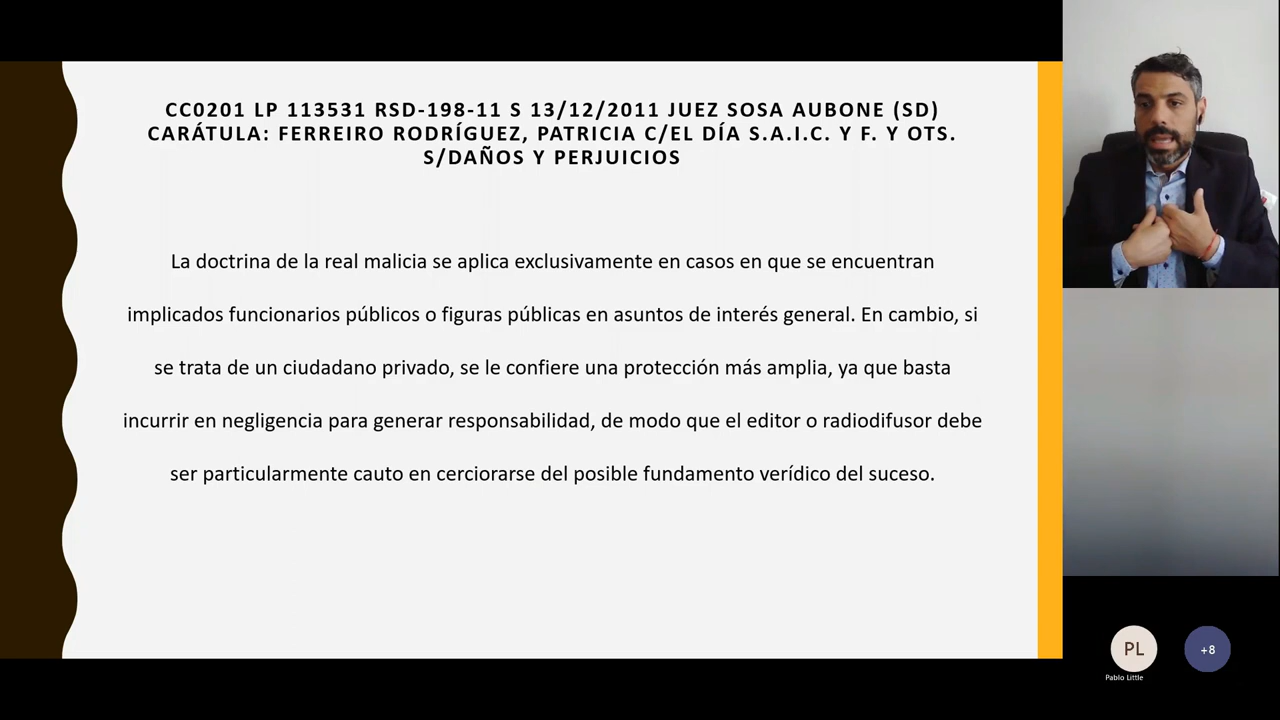 CC0201 LP 113531 RSD-198-11 S 13/12/2011 JUEZ SOSA AUBONE (SD)
CARÁTULA: FERREIRO RODRÍGUEZ, PATRICIA C/EL DÍA S.A.I.C. Y F. Y OTS.
S/DAÑOS Y PERJUICIOS
La doctrina de la real malicia se aplica exclusivamente en casos en que se encuentran
implicados funcionarios públicos o figuras públicas en asuntos de interés general. En cambio, si
se trata de un ciudadano privado, se le confiere una protección más amplia, ya que basta
incurrir en negligencia para generar responsabilidad, de modo que el editor o radiodifusor debe
ser particularmente cauto en cerciorarse del posible fundamento verídico del suceso.
PL
+8
Pablo Little